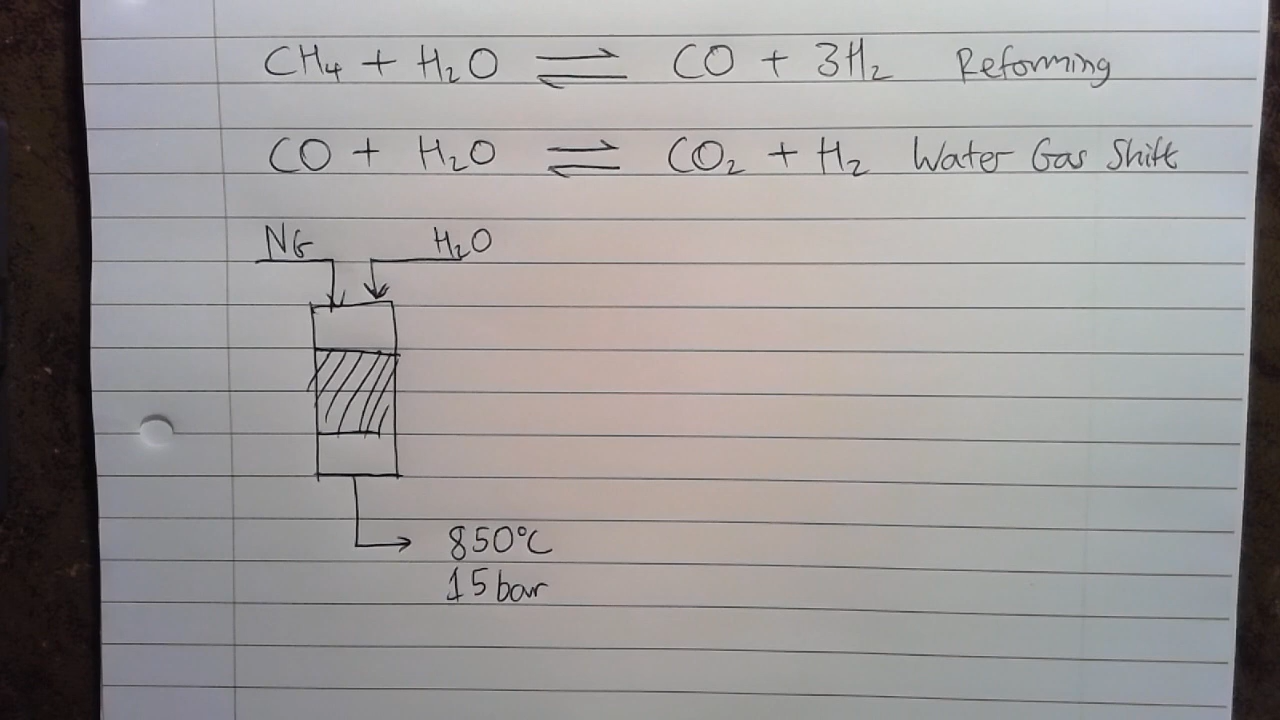 CH₄ + H₂O ⇌ CO + 3H₂ Reforming
CO + H₂O ⇌ CO₂ + H₂ Water Gas Shift
NG H₂O
850°C
15 bar